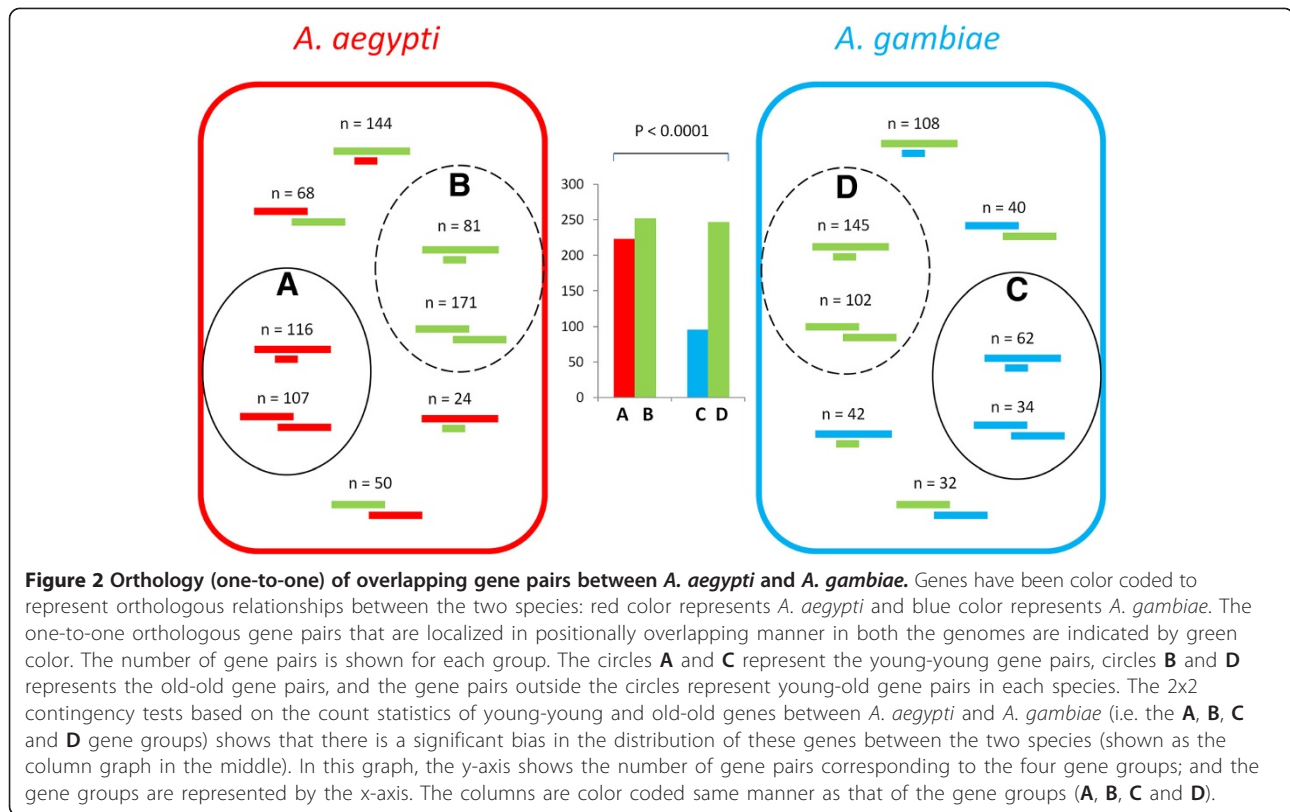 A. aegypti
A. gambiae
n = 144
n = 68
B
n = 81
n = 171
A
n = 116
n = 107
n = 24
n = 50
P < 0.0001
300
250
200
150
100
50
0
A B C D
n = 108
D
n = 145
n = 102
n = 40
C
n = 62
n = 34
n = 42
n = 32
Figure 2 Orthology (one-to-one) of overlapping gene pairs between A. aegypti and A. gambiae. Genes have been color coded to
represent orthologous relationships between the two species: red color represents A. aegypti and blue color represents A. gambiae. The
one-to-one orthologous gene pairs that are localized in positionally overlapping manner in both the genomes are indicated by green
color. The number of gene pairs is shown for each group. The circles A and C represent the young-young gene pairs, circles B and D
represents the old-old gene pairs, and the gene pairs outside the circles represent young-old gene pairs in each species. The 2x2
contingency tests based on the count statistics of young-young and old-old genes between A. aegypti and A. gambiae (i.e. the A, B, C
and D gene groups) shows that there is a significant bias in the distribution of these genes between the two species (shown as the
column graph in the middle). In this graph, the y-axis shows the number of gene pairs corresponding to the four gene groups; and the
gene groups are represented by the x-axis. The columns are color coded same manner as that of the gene groups (A, B, C and D).